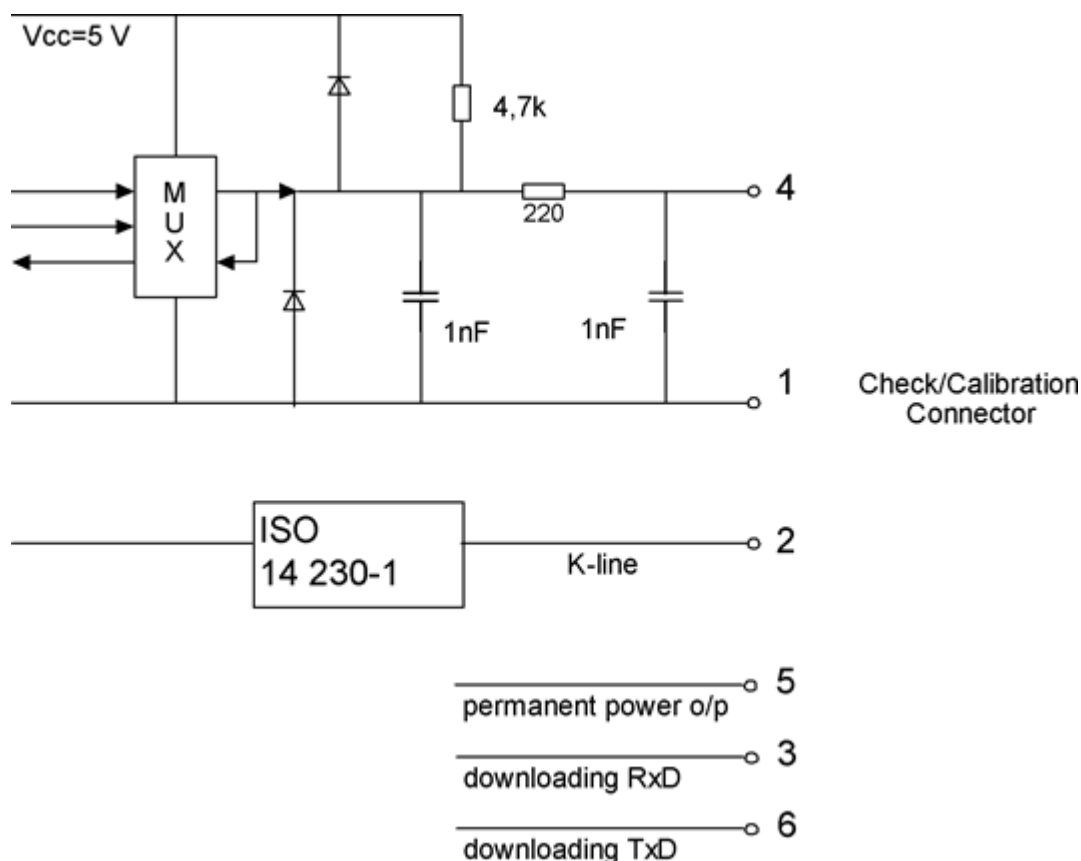 Vcc=5 V
4,7k
M
U
X
220
4
1nF
1nF
1
Check/Calibration
Connector
ISO
14 230-1
K-line
2
permanent power o/p
5
downloading RxD
3
downloading TxD
6